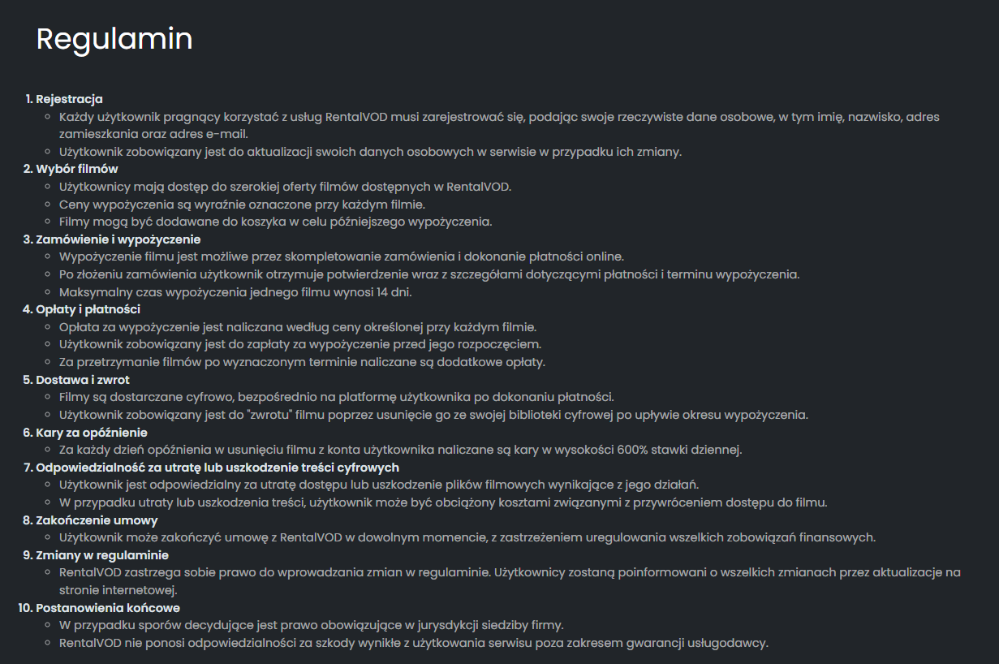 Regulamin
1. Rejestracja
◦ Każdy użytkownik pragnący korzystać z usług RentalVOD musi zarejestrować się, podając swoje rzeczywiste dane osobowe, w tym imię, nazwisko, adres
zamieszkania oraz adres e-mail.
◦ Użytkownik zobowiązany jest do aktualizacji swoich danych osobowych w serwisie w przypadku ich zmiany.
2. Wybór filmów
◦ Użytkownicy mają dostęp do szerokiej oferty filmów dostępnych w RentalVOD.
◦ Ceny wypożyczenia są wyraźnie oznaczone przy każdym filmie.
◦ Filmy mogą być dodawane do koszyka w celu późniejszego wypożyczenia.
3. Zamówienie i wypożyczenie
◦ Wypożyczenie filmu jest możliwe przez skompletowanie zamówienia i dokonanie płatności online.
◦ Po złożeniu zamówienia użytkownik otrzymuje potwierdzenie wraz z szczegółami dotyczącymi płatności i terminu wypożyczenia.
◦ Maksymalny czas wypożyczenia jednego filmu wynosi 14 dni.
4. Opłaty i płatności
◦ Opłata za wypożyczenie jest naliczana według ceny określonej przy każdym filmie.
◦ Użytkownik zobowiązany jest do zapłaty za wypożyczenie przed jego rozpoczęciem.
◦ Za przetrzymanie filmów po wyznaczonym terminie naliczane są dodatkowe opłaty.
5. Dostawa i zwrot
◦ Filmy są dostarczane cyfrowo, bezpośrednio na platformę użytkownika po dokonaniu płatności.
◦ Użytkownik zobowiązany jest do "zwrotu" filmu poprzez usunięcie go ze swojej biblioteki cyfrowej po upływie okresu wypożyczenia.
6. Kary za opóźnienie
◦ Za każdy dzień opóźnienia w usunięciu filmu z konta użytkownika naliczane są kary w wysokości 600% stawki dziennej.
7. Odpowiedzialność za utratę lub uszkodzenie treści cyfrowych
◦ Użytkownik jest odpowiedzialny za utratę dostępu lub uszkodzenie plików filmowych wynikające z jego działań.
◦ W przypadku utraty lub uszkodzenia treści, użytkownik może być obciążony kosztami związanymi z przywróceniem dostępu do filmu.
8. Zakończenie umowy
◦ Użytkownik może zakończyć umowę z RentalVOD w dowolnym momencie, z zastrzeżeniem uregulowania wszelkich zobowiązań finansowych.
9. Zmiany w regulaminie
◦ RentalVOD zastrzega sobie prawo do wprowadzania zmian w regulaminie. Użytkownicy zostaną poinformowani o wszelkich zmianach przez aktualizacje na
stronie internetowej.
10. Postanowienia końcowe
◦ W przypadku sporów decydujące jest prawo obowiązujące w jurysdykcji siedziby firmy.
◦ RentalVOD nie ponosi odpowiedzialności za szkody wynikłe z użytkowania serwisu poza zakresem gwarancji usługodawcy.